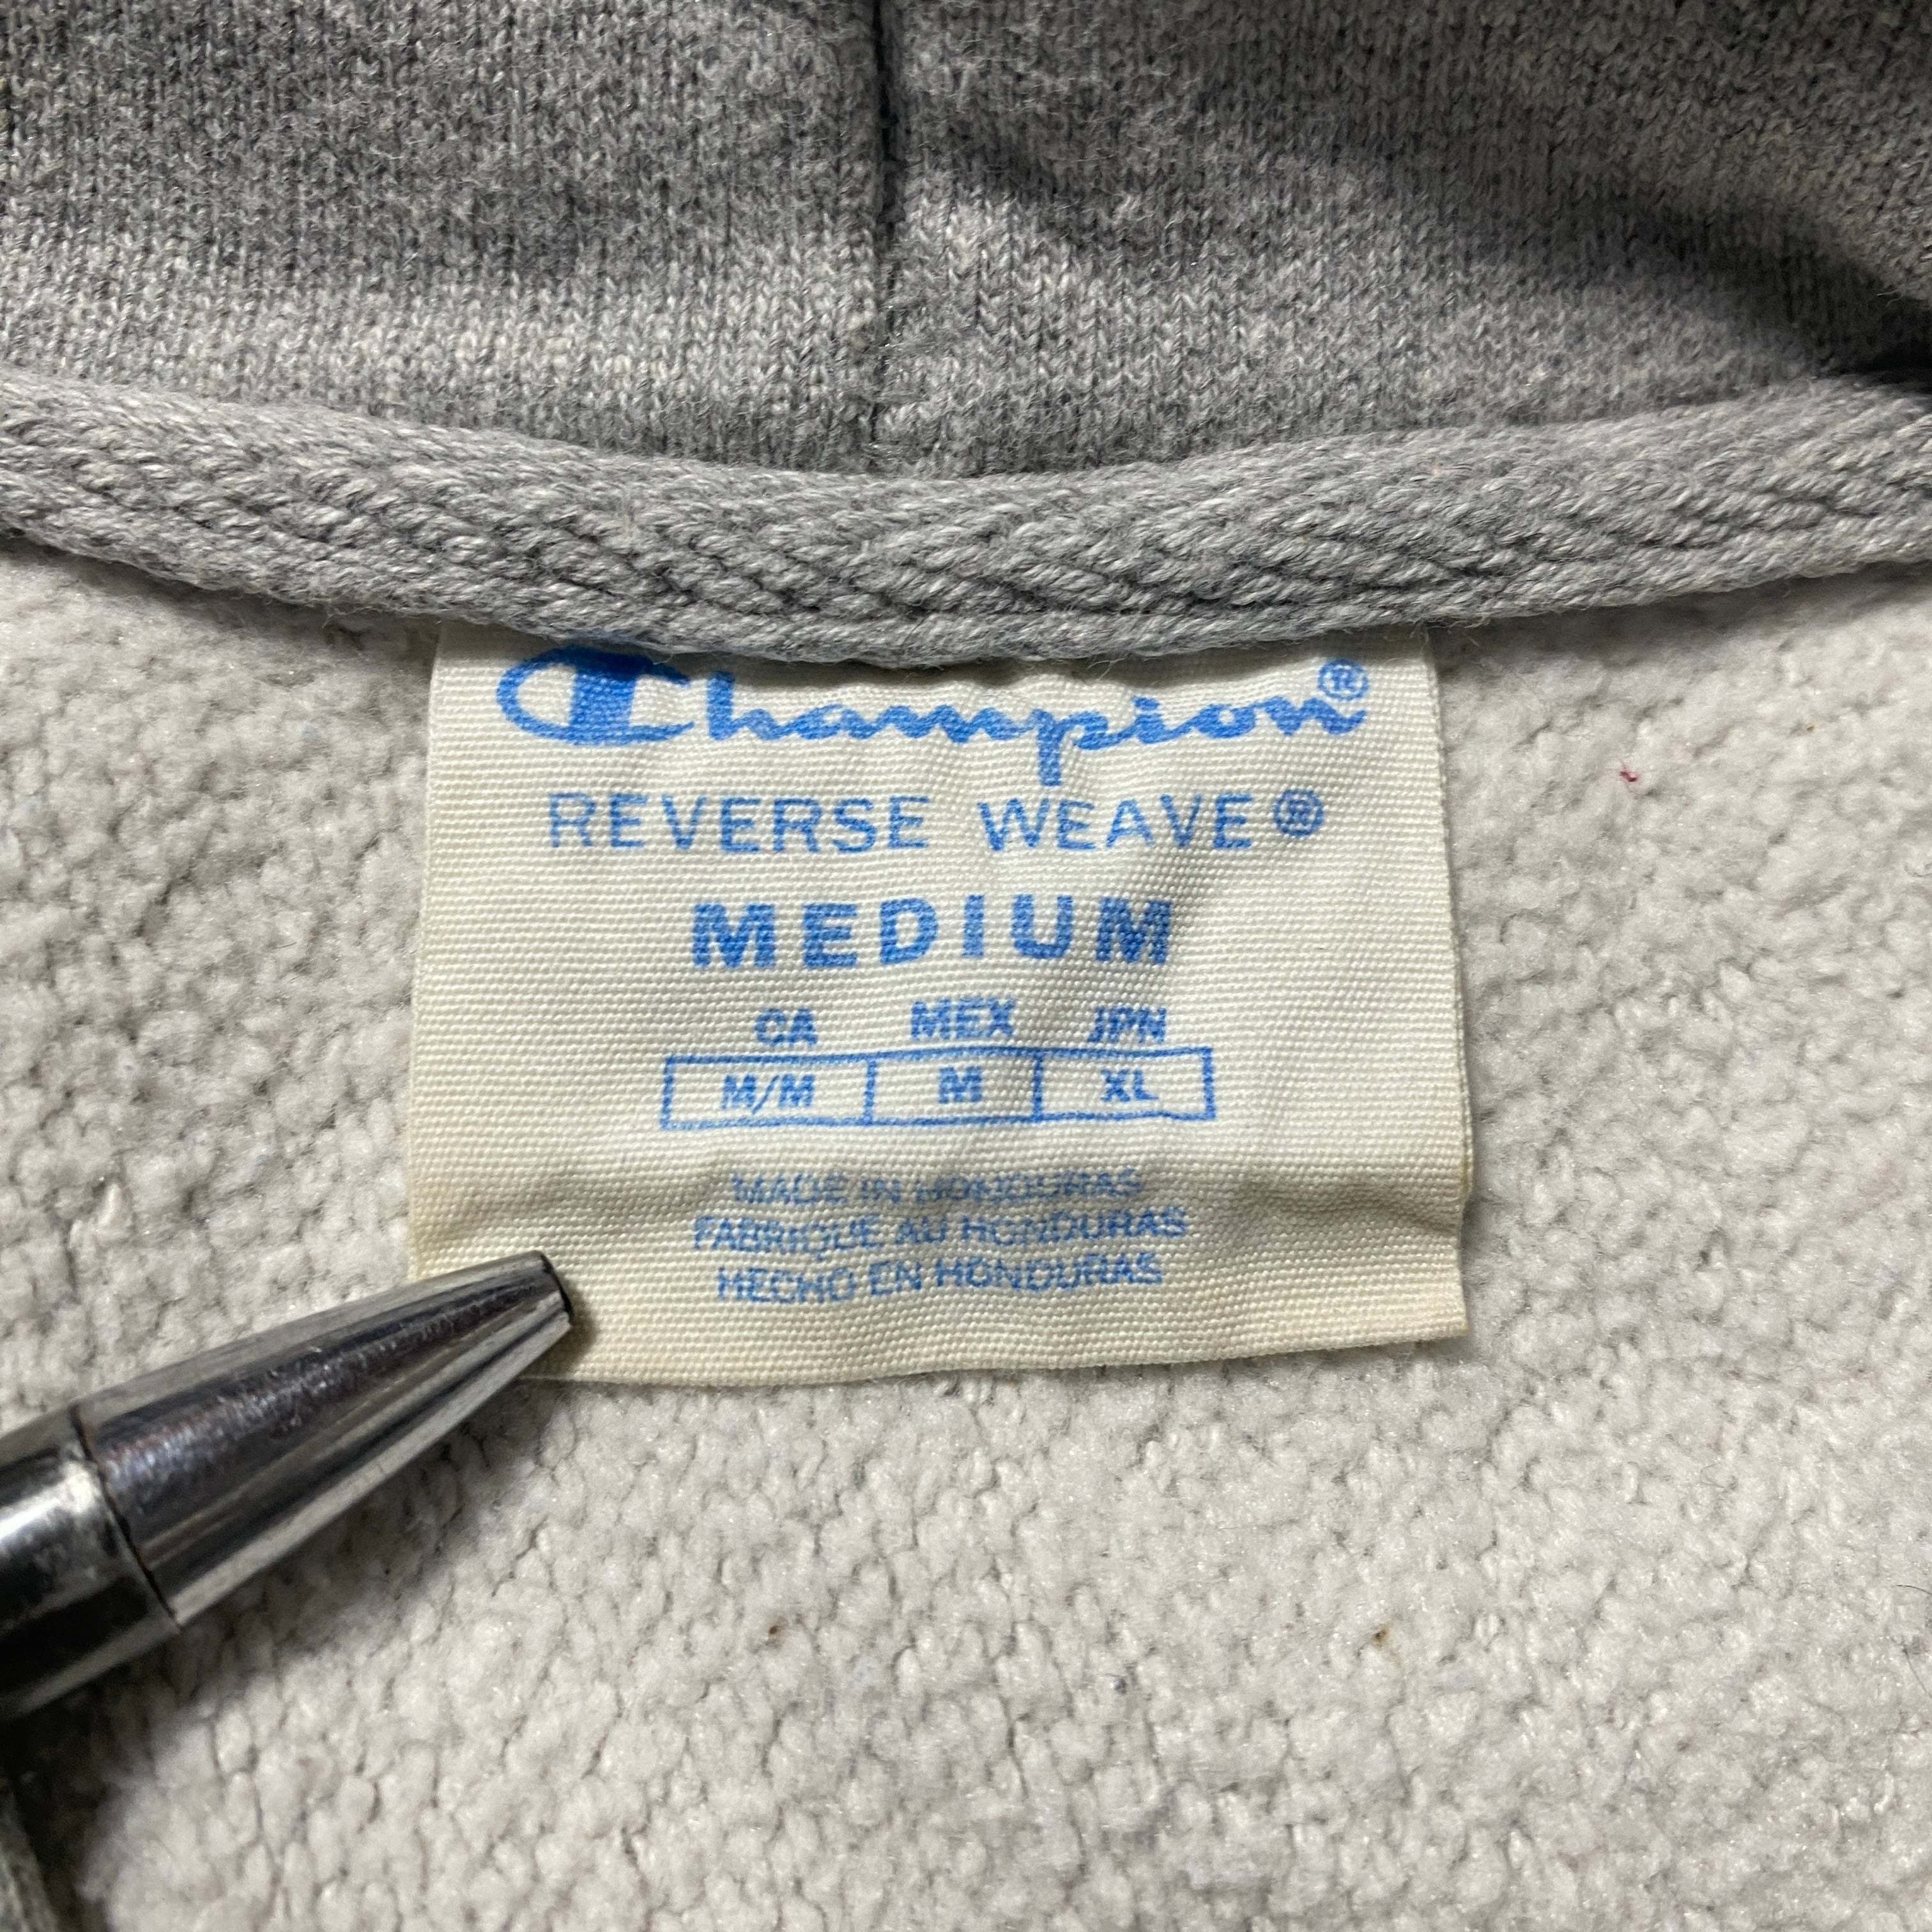 Champion®
REVERSE WEAVE®
MEDIUM
CA MEX JPN
M/M M XL
MADE IN HONDURAS
FABRIQUE AU HONDURAS
HECHO EN HONDURAS